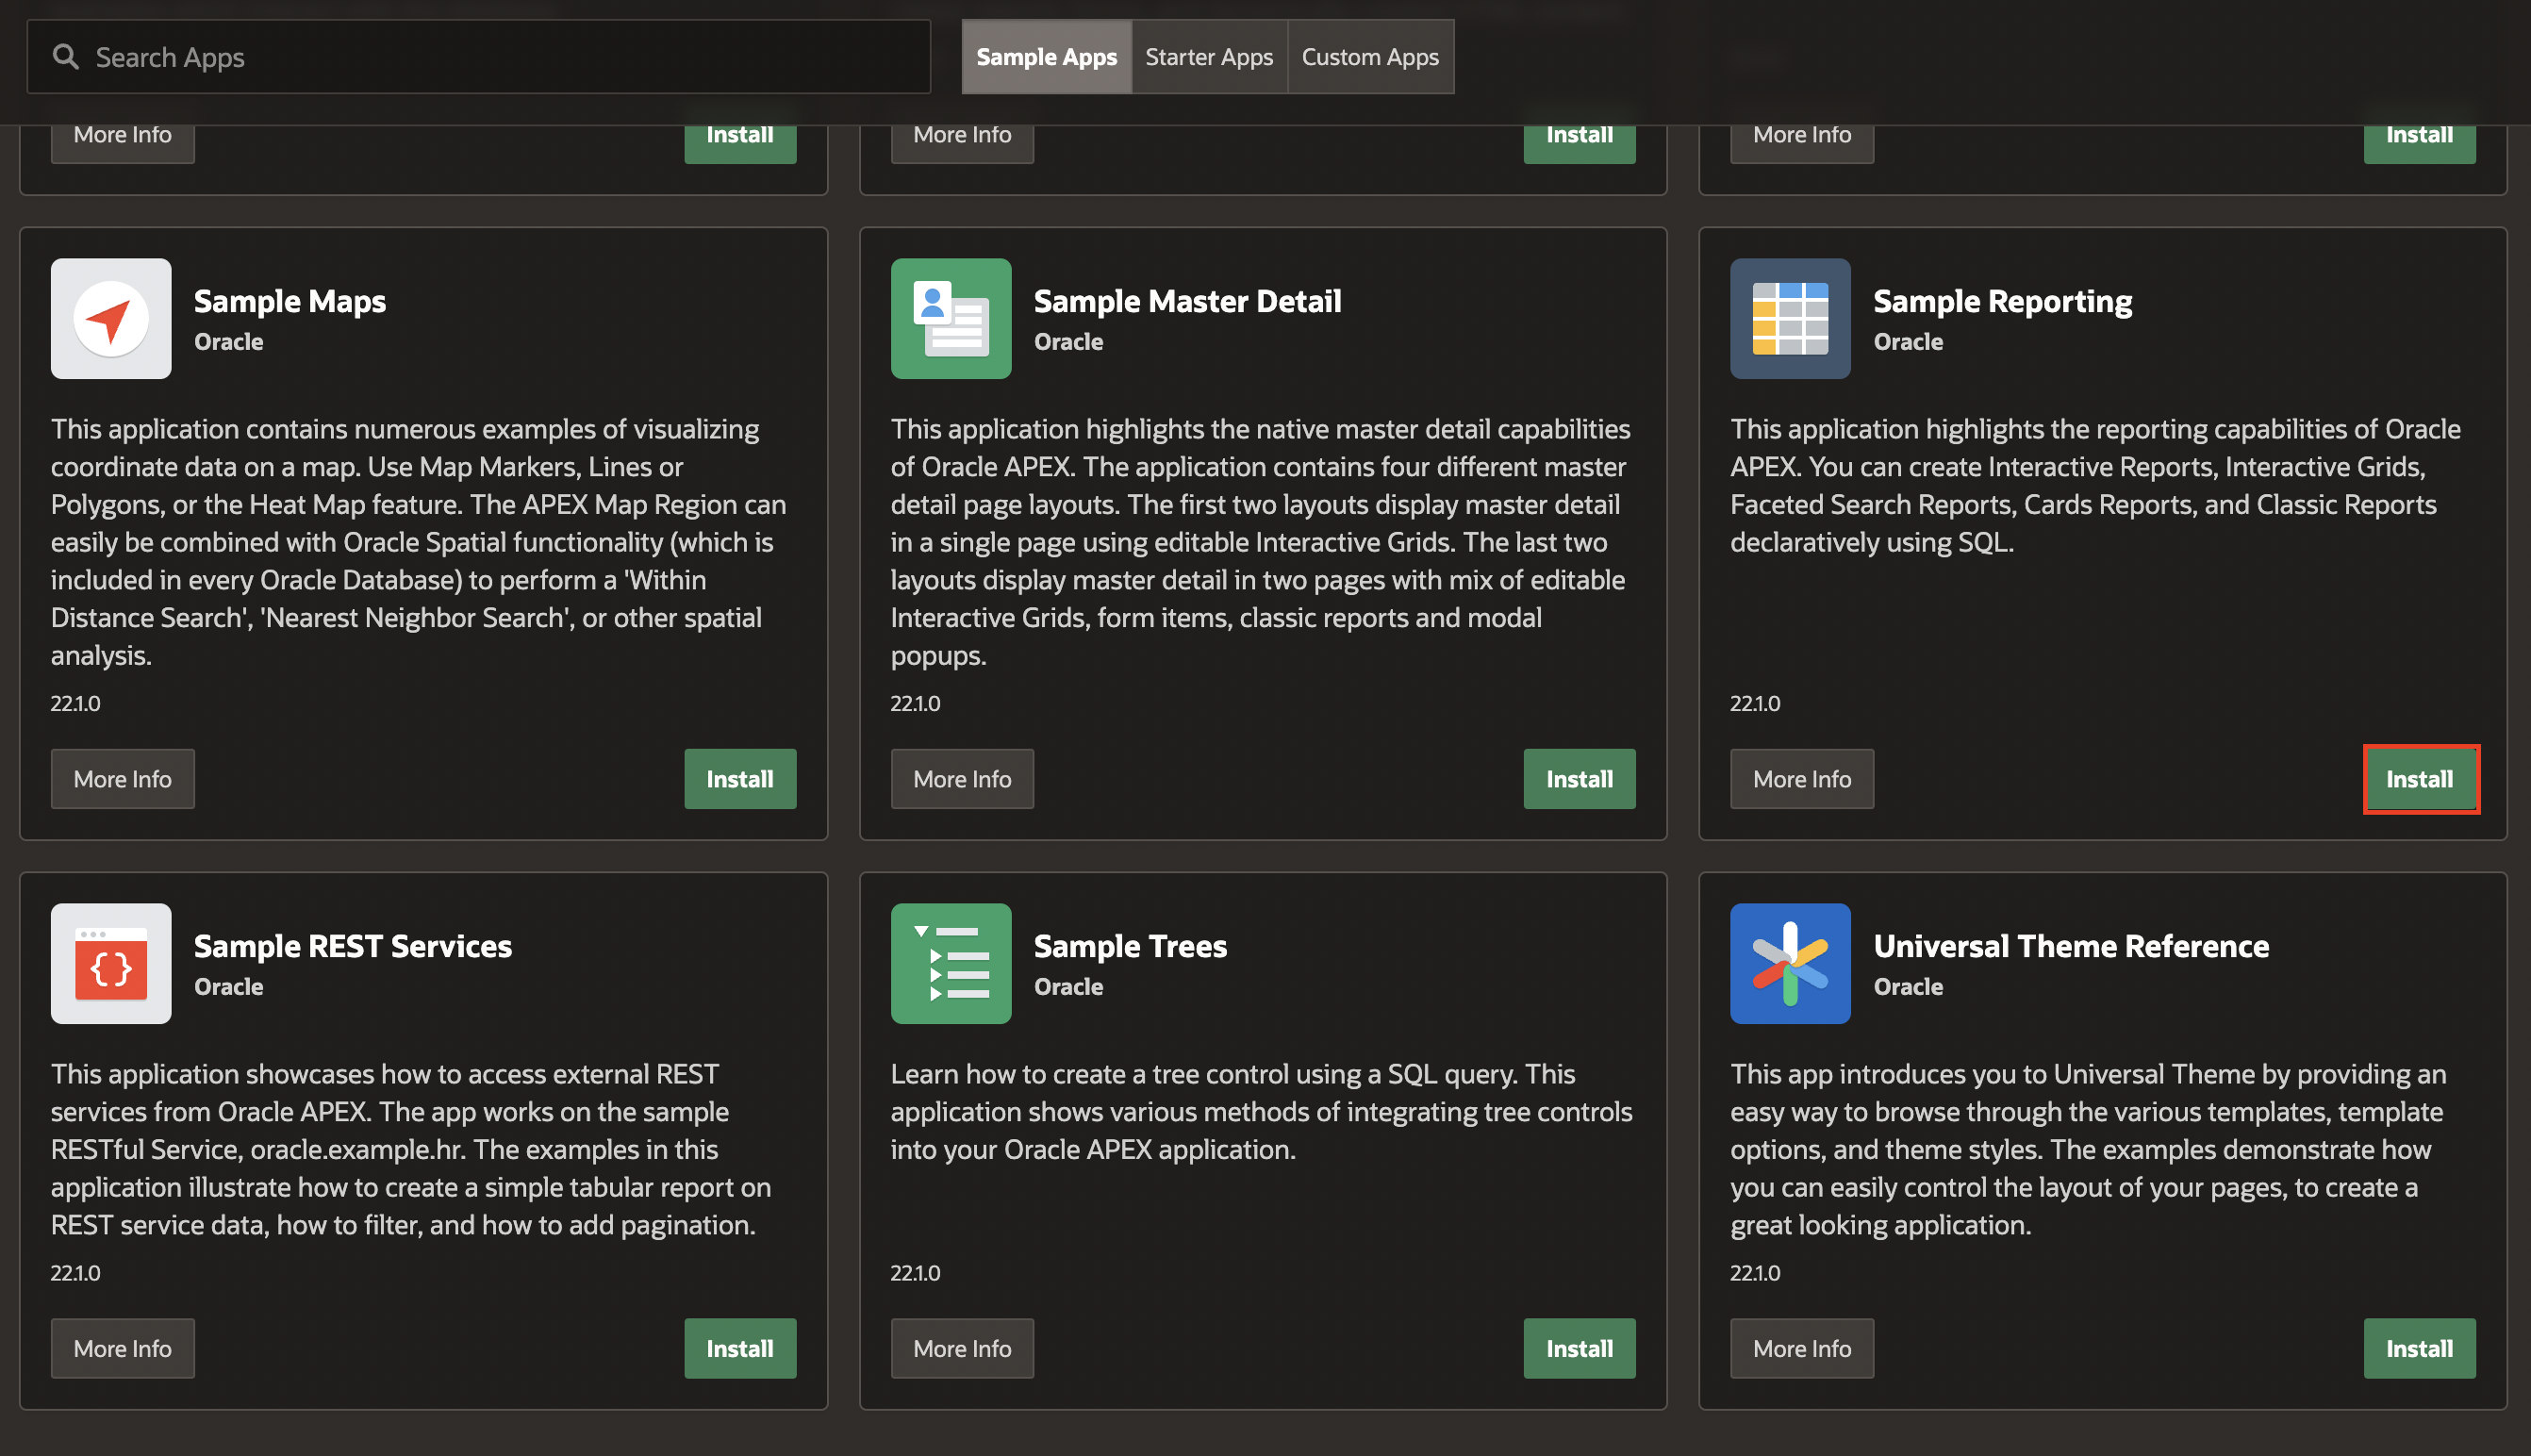 Search Apps
Sample Apps
Starter Apps
Custom Apps
More Info
Install
More Info
Install
More Info
Install
Sample Maps
Oracle
This application contains numerous examples of visualizing
coordinate data on a map. Use Map Markers, Lines or
Polygons, or the Heat Map feature. The APEX Map Region can
easily be combined with Oracle Spatial functionality (which is
included in every Oracle Database) to perform a 'Within
Distance Search', 'Nearest Neighbor Search', or other spatial
analysis.
22.1.0
More Info
Install
Sample Master Detail
Oracle
This application highlights the native master detail capabilities
of Oracle APEX. The application contains four different master
detail page layouts. The first two layouts display master detail
in a single page using editable Interactive Grids. The last two
layouts display master detail in two pages with mix of editable
Interactive Grids, form items, classic reports and modal
popups.
22.1.0
More Info
Install
Sample Reporting
Oracle
This application highlights the reporting capabilities of Oracle
APEX. You can create Interactive Reports, Interactive Grids,
Faceted Search Reports, Cards Reports, and Classic Reports
declaratively using SQL.
22.1.0
More Info
Install
Sample REST Services
Oracle
This application showcases how to access external REST
services from Oracle APEX. The app works on the sample
RESTful Service, oracle.example.hr. The examples in this
application illustrate how to create a simple tabular report on
REST service data, how to filter, and how to add pagination.
22.1.0
More Info
Install
Sample Trees
Oracle
Learn how to create a tree control using a SQL query. This
application shows various methods of integrating tree controls
into your Oracle APEX application.
22.1.0
More Info
Install
Universal Theme Reference
Oracle
This app introduces you to Universal Theme by providing an
easy way to browse through the various templates, template
options, and theme styles. The examples demonstrate how
you can easily control the layout of your pages, to create a
great looking application.
22.1.0
More Info
Install